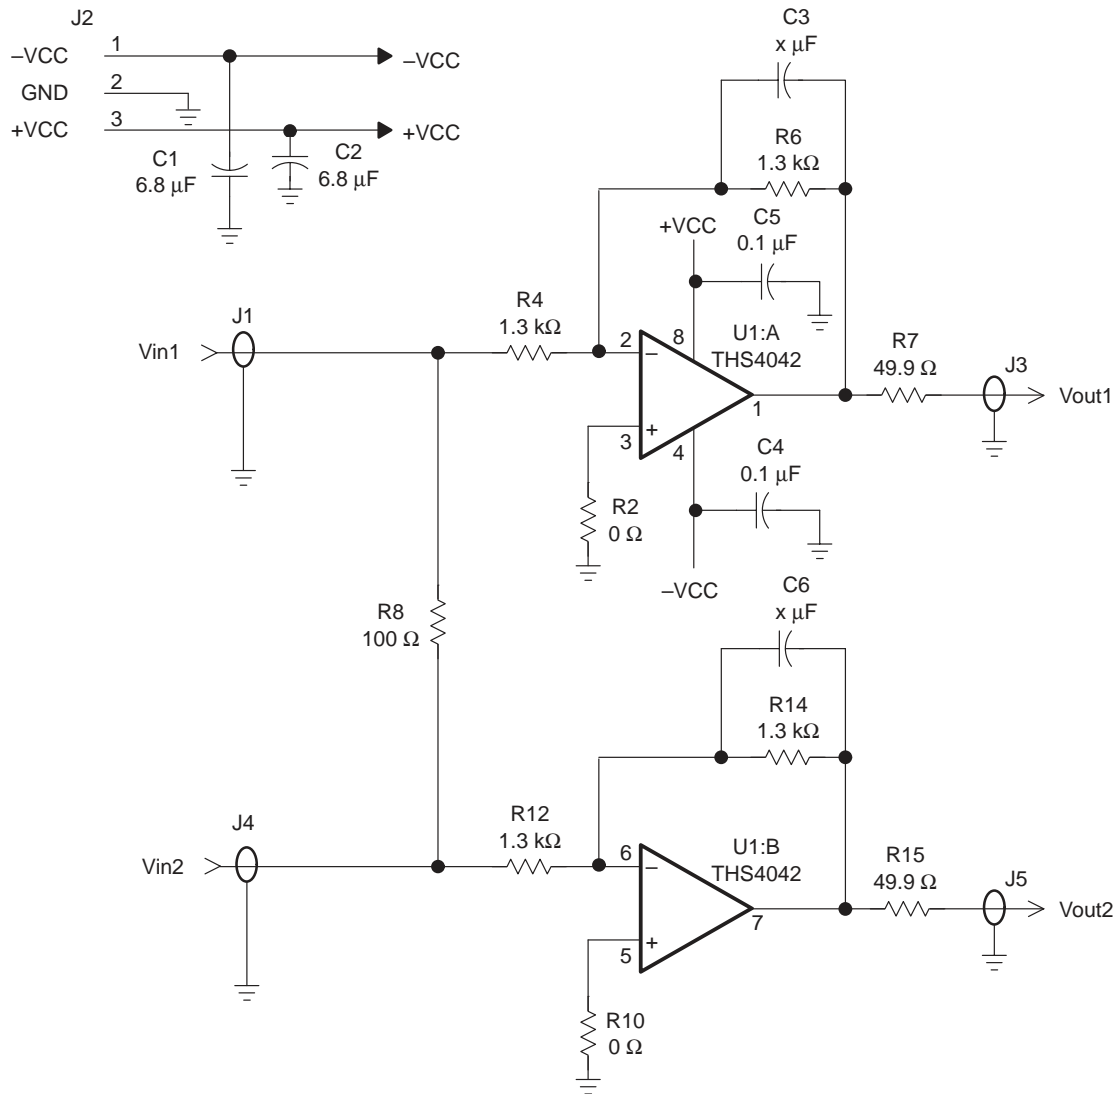 J2
–VCC
1
–VCC
GND
2
+VCC
3
+VCC
C1
6.8 μF
C2
6.8 μF
C3
x μF
R6
1.3 kΩ
C5
0.1 μF
+VCC
Vin1
J1
R4
1.3 kΩ
2
–
8
U1:A
THS4042
1
3
+
4
R7
49.9 Ω
J3
Vout1
C4
0.1 μF
R2
0 Ω
–VCC
R8
100 Ω
C6
x μF
R14
1.3 kΩ
Vin2
J4
R12
1.3 kΩ
6
–
U1:B
THS4042
7
5
+
R15
49.9 Ω
J5
Vout2
R10
0 Ω